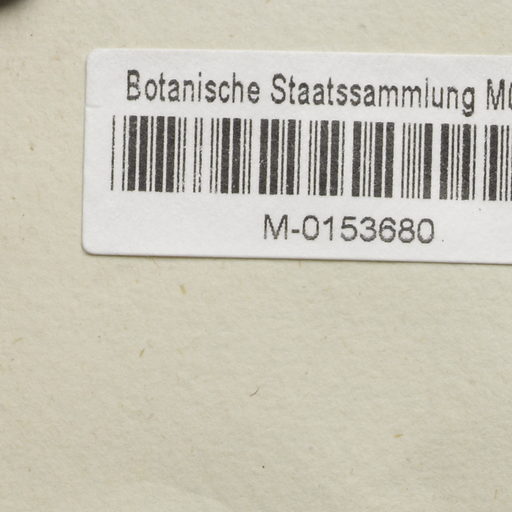 Botanische Staatssammlung
M-0153680